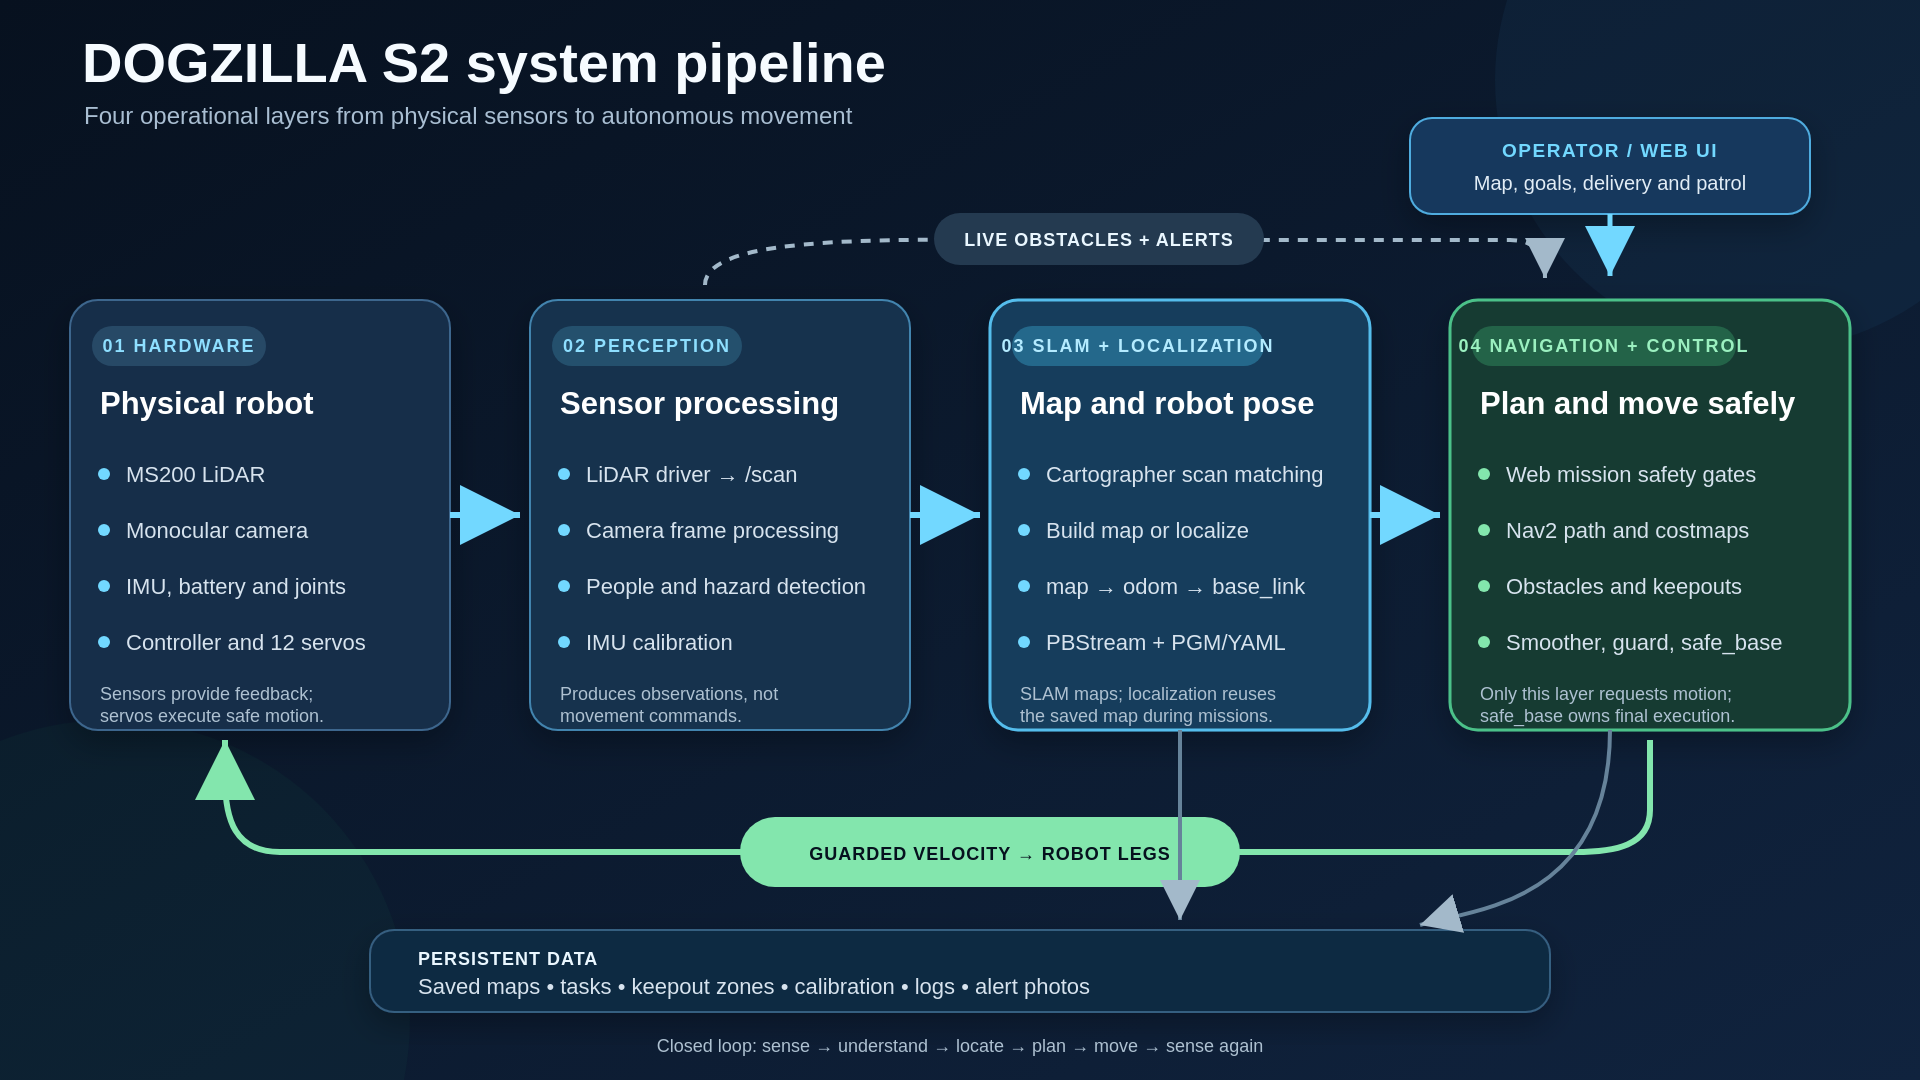 DOGZILLA S2 system pipeline
Four operational layers from physical sensors to autonomous movement
OPERATOR / WEB UI
Map, goals, delivery and patrol
LIVE OBSTACLES + ALERTS
01 HARDWARE
Physical robot
MS200 LiDAR
Monocular camera
IMU, battery and joints
Controller and 12 servos
Sensors provide feedback;
servos execute safe motion.
02 PERCEPTION
Sensor processing
LiDAR driver → /scan
Camera frame processing
People and hazard detection
IMU calibration
Produces observations, not
movement commands.
03 SLAM + LOCALIZATION
Map and robot pose
Cartographer scan matching
Build map or localize
map → odom → base_link
PBStream + PGM/YAML
SLAM maps; localization reuses
the saved map during missions.
04 NAVIGATION + CONTROL
Plan and move safely
Web mission safety gates
Nav2 path and costmaps
Obstacles and keepouts
Smoother, guard, safe_base
Only this layer requests motion;
safe_base owns final execution.
GUARDED VELOCITY → ROBOT LEGS
PERSISTENT DATA
Saved maps • tasks • keepout zones • calibration • logs • alert photos
Closed loop: sense → understand → locate → plan → move → sense again